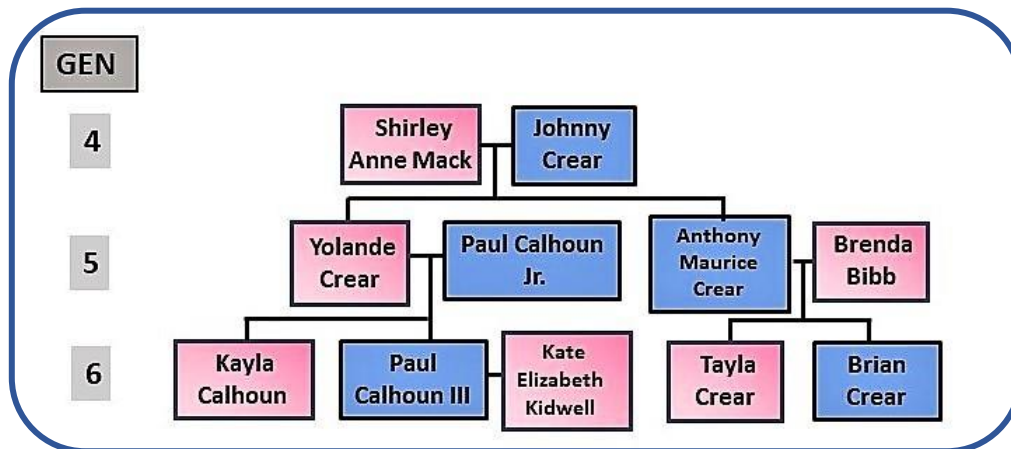 GEN
4
Shirley
Anne Mack
Johnny
Crear
5
Yolande
Crear
Paul Calhoun
Jr.
Anthony
Maurice
Crear
Brenda
Bibb
6
Kayla
Calhoun
Paul
Calhoun III
Kate
Elizabeth
Kidwell
Tayla
Crear
Brian
Crear